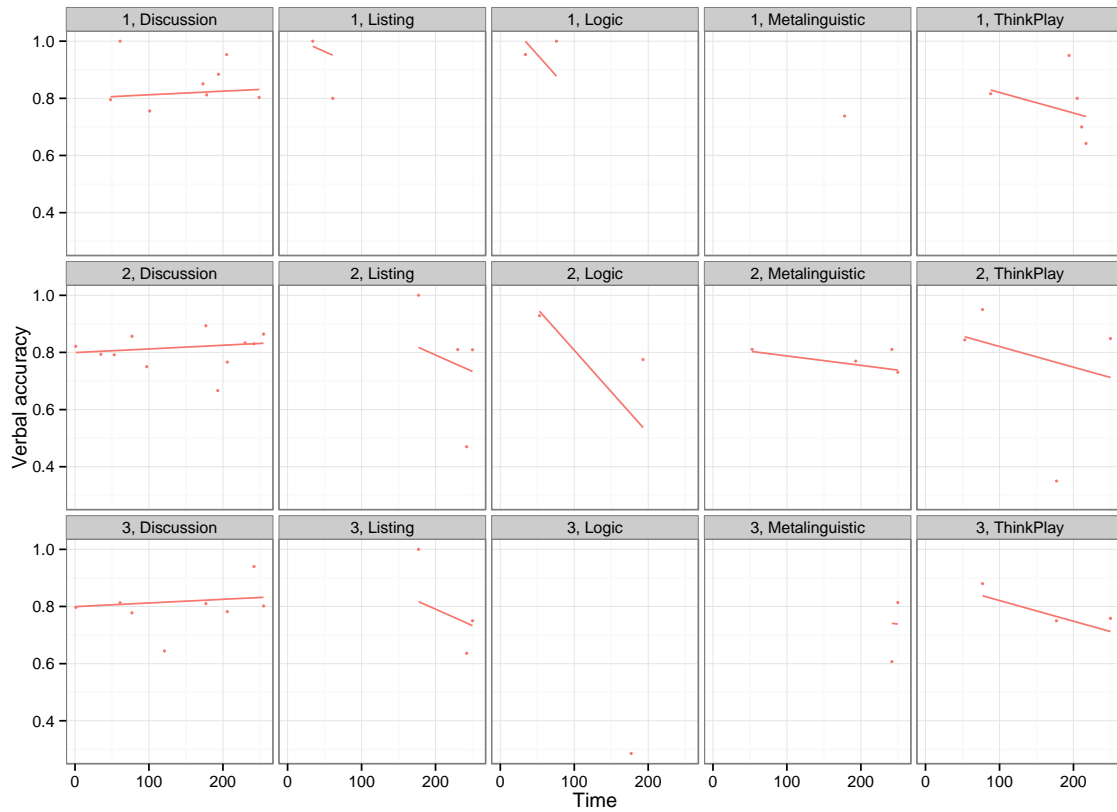 1, Discussion
1, Listing
1, Logic
1, Metalinguistic
1, ThinkPlay
1.0
0.8
0.6
0.4
2, Discussion
2, Listing
2, Logic
2, Metalinguistic
2, ThinkPlay
1.0
0.8
0.6
0.4
Verbal accuracy
3, Discussion
3, Listing
3, Logic
3, Metalinguistic
3, ThinkPlay
1.0
0.8
0.6
0.4
0 100 200 0 100 200 0 100 200 0 100 200 0 100 200
Time